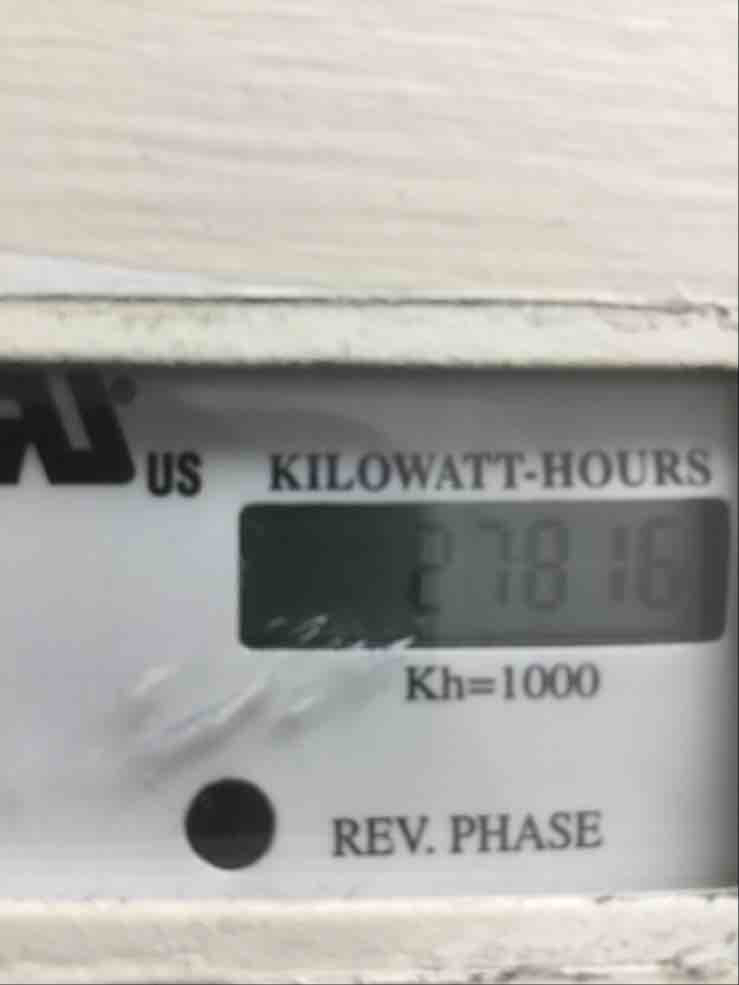 US
KILOWATT-HOURS
27816
Kh=1000
REV. PHASE